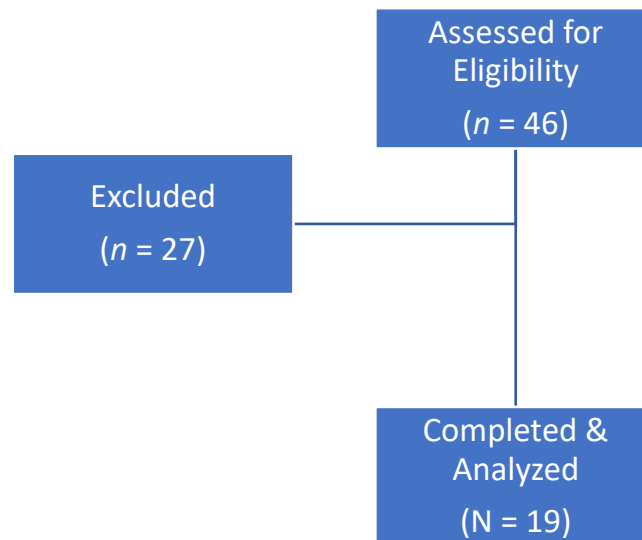 Assessed for
Eligibility
(n = 46)
Excluded
(n = 27)
Completed &
Analyzed
(N = 19)